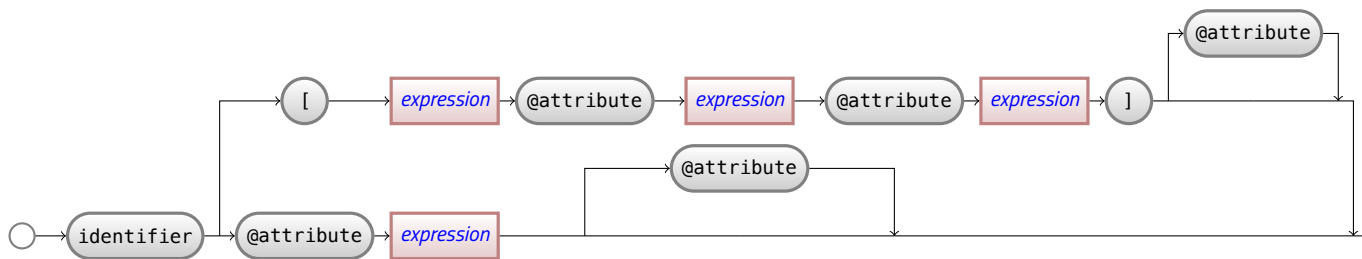 @attribute
[ expression @attribute expression @attribute expression ]
@attribute
identifier @attribute expression